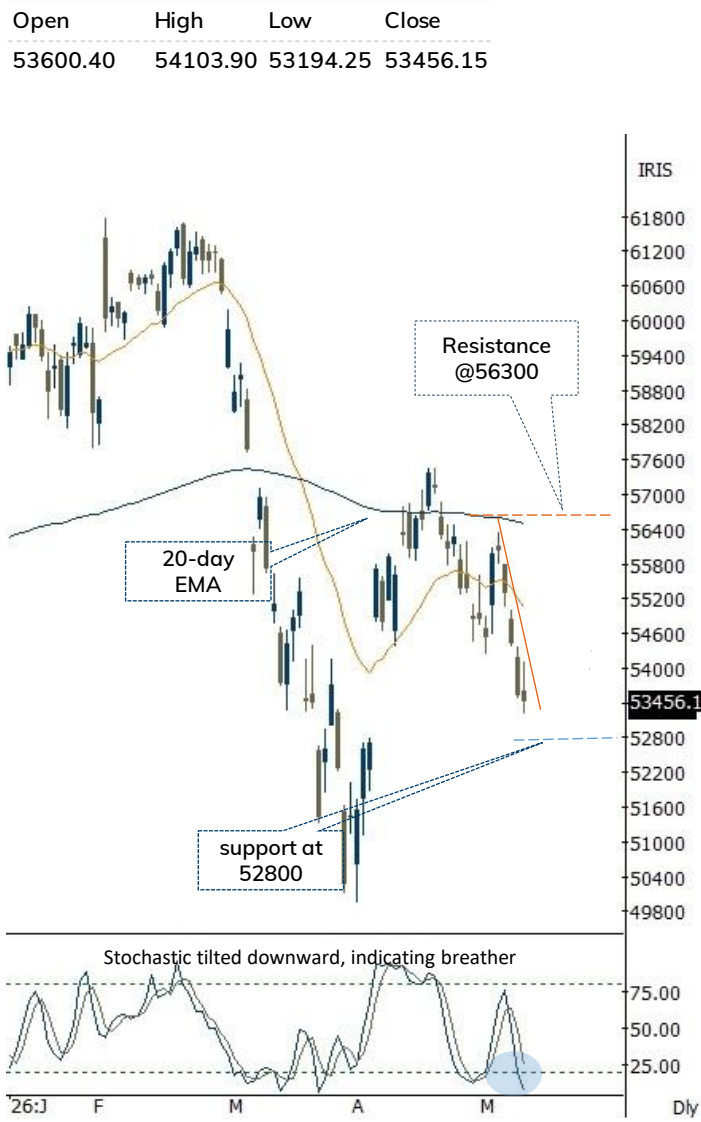 Open High Low Close
53600.40 54103.90 53194.25 53456.15
IRIS
61800
61200
60600
60000
Resistance
@56300
59400
58800
58200
57600
57000
56400
20-day
EMA
55800
55200
54600
54000
53456.1
52800
52200
51600
support at
52800
51000
50400
49800
Stochastic tilted downward, indicating breather
75.00
50.00
25.00
26:J F M A M Dly